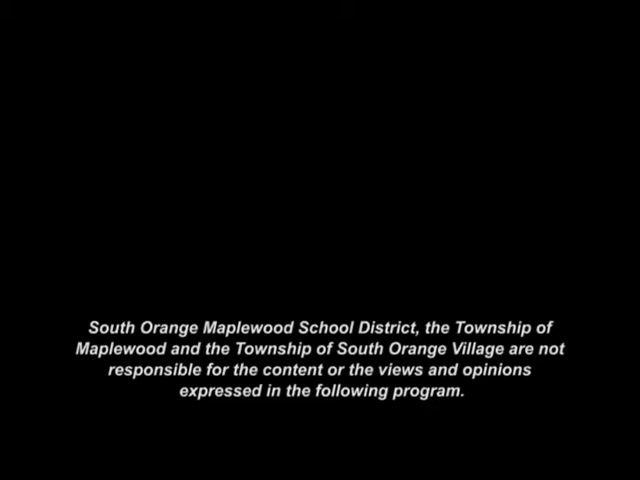 South Orange Maplewood School District, the Township of
Maplewood and the Township of South Orange Village are not
responsible for the content or the views and opinions
expressed in the following program.